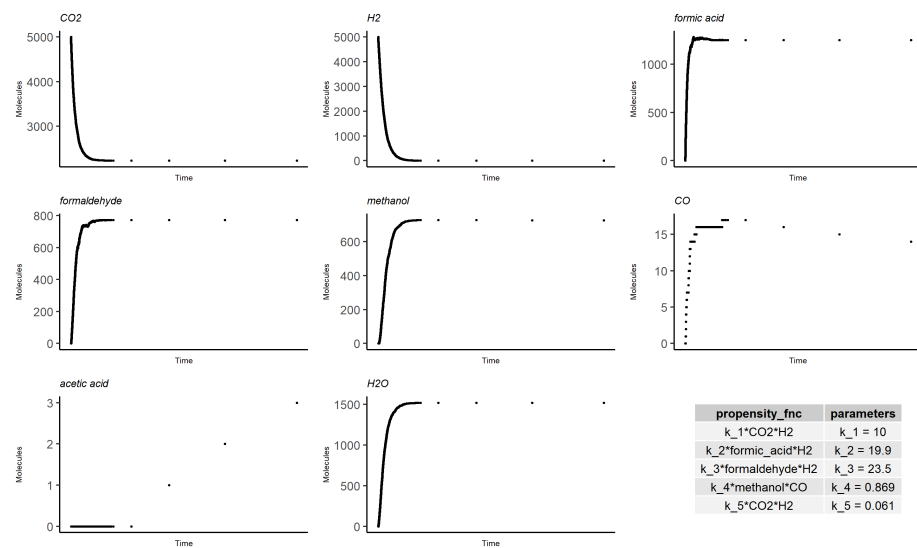 CO2
5000
4000
3000
Molecules
Time
H2
5000
4000
3000
2000
1000
0
Molecules
Time
formic acid
1000
500
0
Molecules
Time
formaldehyde
800
600
400
200
0
Molecules
Time
methanol
600
400
200
0
Molecules
Time
CO
15
10
5
0
Molecules
Time
acetic acid
3
2
1
0
Molecules
Time
H2O
1500
1000
500
0
Molecules
Time
propensity_fnc parameters
k_1*CO2*H2 k_1 = 10
k_2*formic_acid*H2 k_2 = 19.9
k_3*formaldehyde*H2 k_3 = 23.5
k_4*methanol*CO k_4 = 0.869
k_5*CO2*H2 k_5 = 0.061